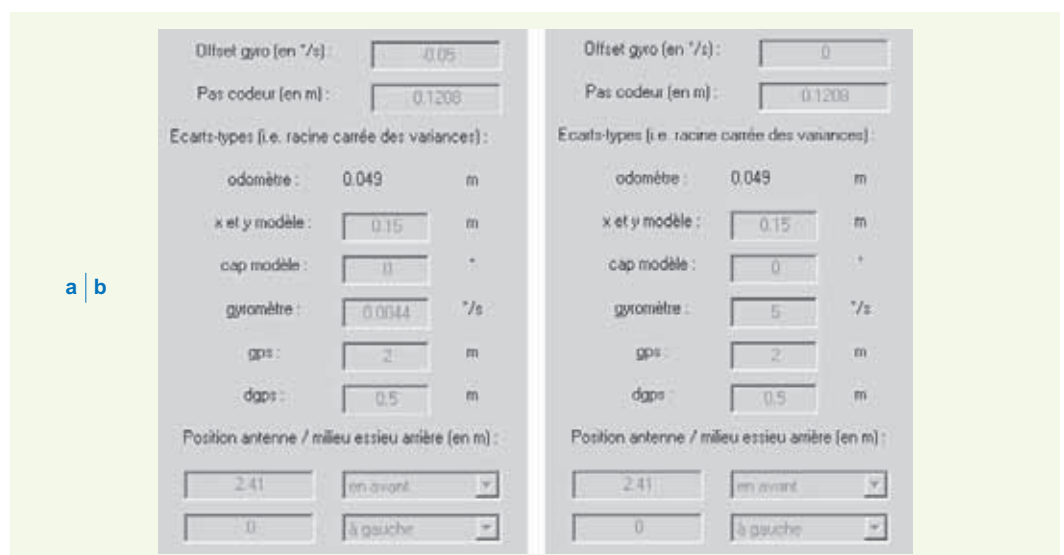 Offset gyro (en °/s) : 0.05
Pas codeur (en m) : 0.1208
Ecarts-types (i.e. racine carrée des variances) :
odomètre : 0.049 m
x et y modèle : 0.15 m
cap modèle : 0 °
gyromètre : 0.0044 °/s
gps : 2 m
dgps : 0.5 m
Position antenne / milieu essieu arrière (en m) :
2.41 en avant
0 à gauche
Offset gyro (en °/s) : 0
Pas codeur (en m) : 0.1208
Ecarts-types (i.e. racine carrée des variances) :
odomètre : 0.049 m
x et y modèle : 0.15 m
cap modèle : 0 °
gyromètre : 5 °/s
gps : 2 m
dgps : 0.5 m
Position antenne / milieu essieu arrière (en m) :
2.41 en avant
0 à gauche
a b